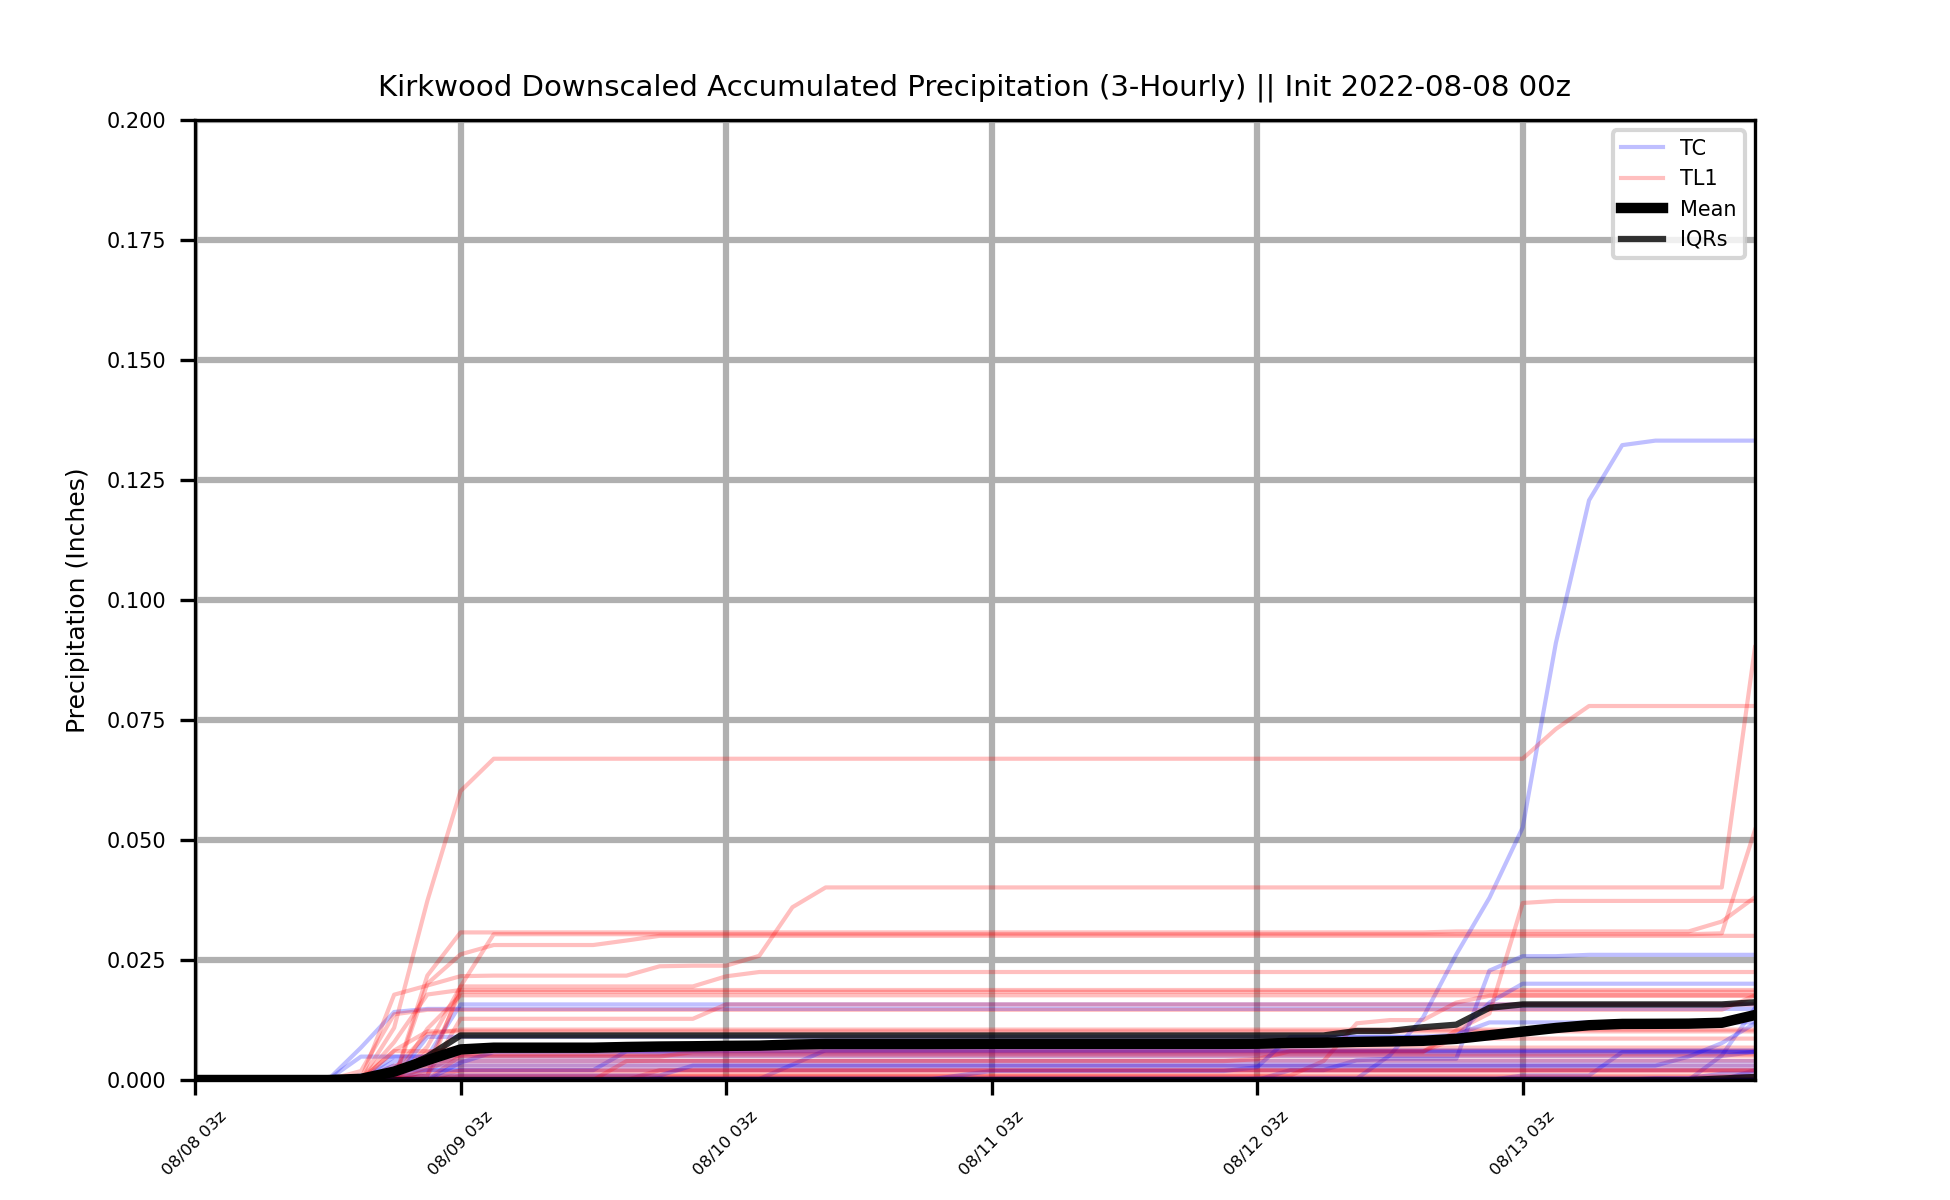 Kirkwood Downscaled Accumulated Precipitation (3-Hourly) || Init 2022-08-08 00z
TC
TL1
Mean
IQRs
Precipitation (Inches)
0.200
0.175
0.150
0.125
0.100
0.075
0.050
0.025
0.000
08/08 03z
08/09 03z
08/10 03z
08/11 03z
08/12 03z
08/13 03z